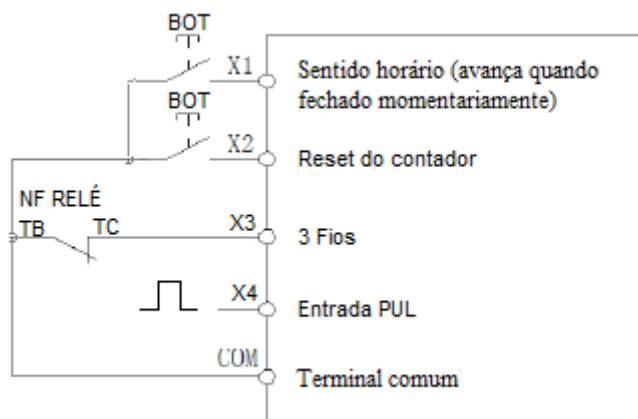 BOT
X1
Sentido horário (avança quando
fechado momentariamente)
BOT
X2
Reset do contador
NF RELÉ
TB TC
X3
3 Fios
X4
Entrada PUL
COM
Terminal comum